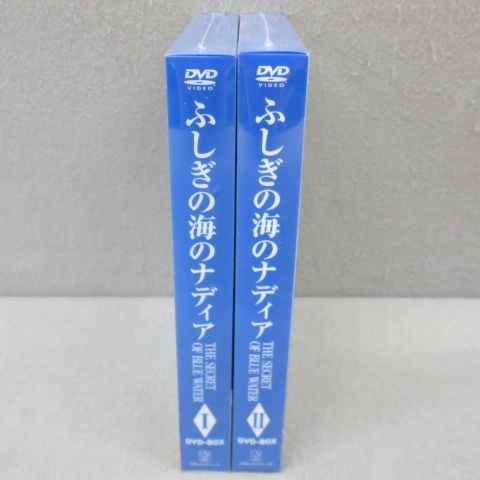 DVD
VIDEO
ふしぎの海のナディア
THE SECRET
OF BLUE WATER
I
DVD-BOX
DVD
VIDEO
ふしぎの海のナディア
THE SECRET
OF BLUE WATER
II
DVD-BOX